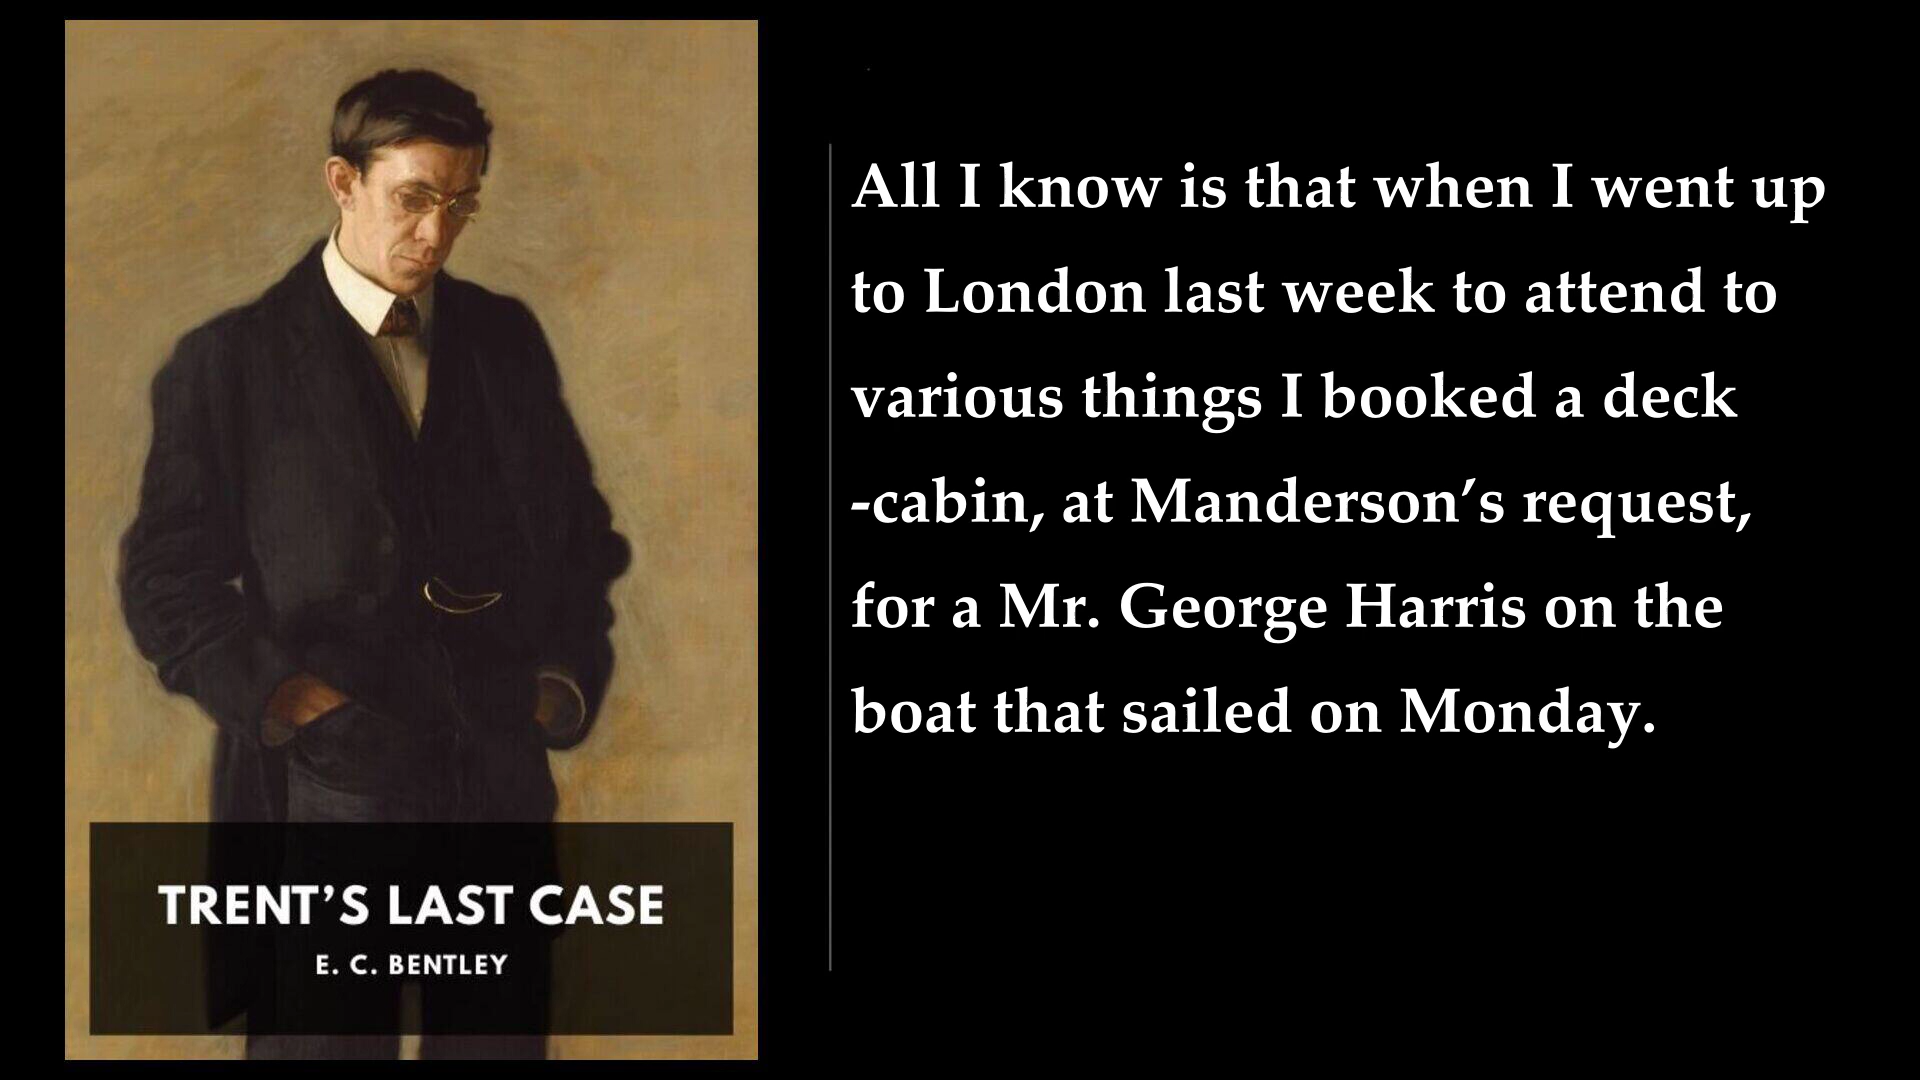 All I know is that when I went up
to London last week to attend to
various things I booked a deck
-cabin, at Manderson’s request,
for a Mr. George Harris on the
boat that sailed on Monday.
TRENT’S LAST CASE
E. C. BENTLEY